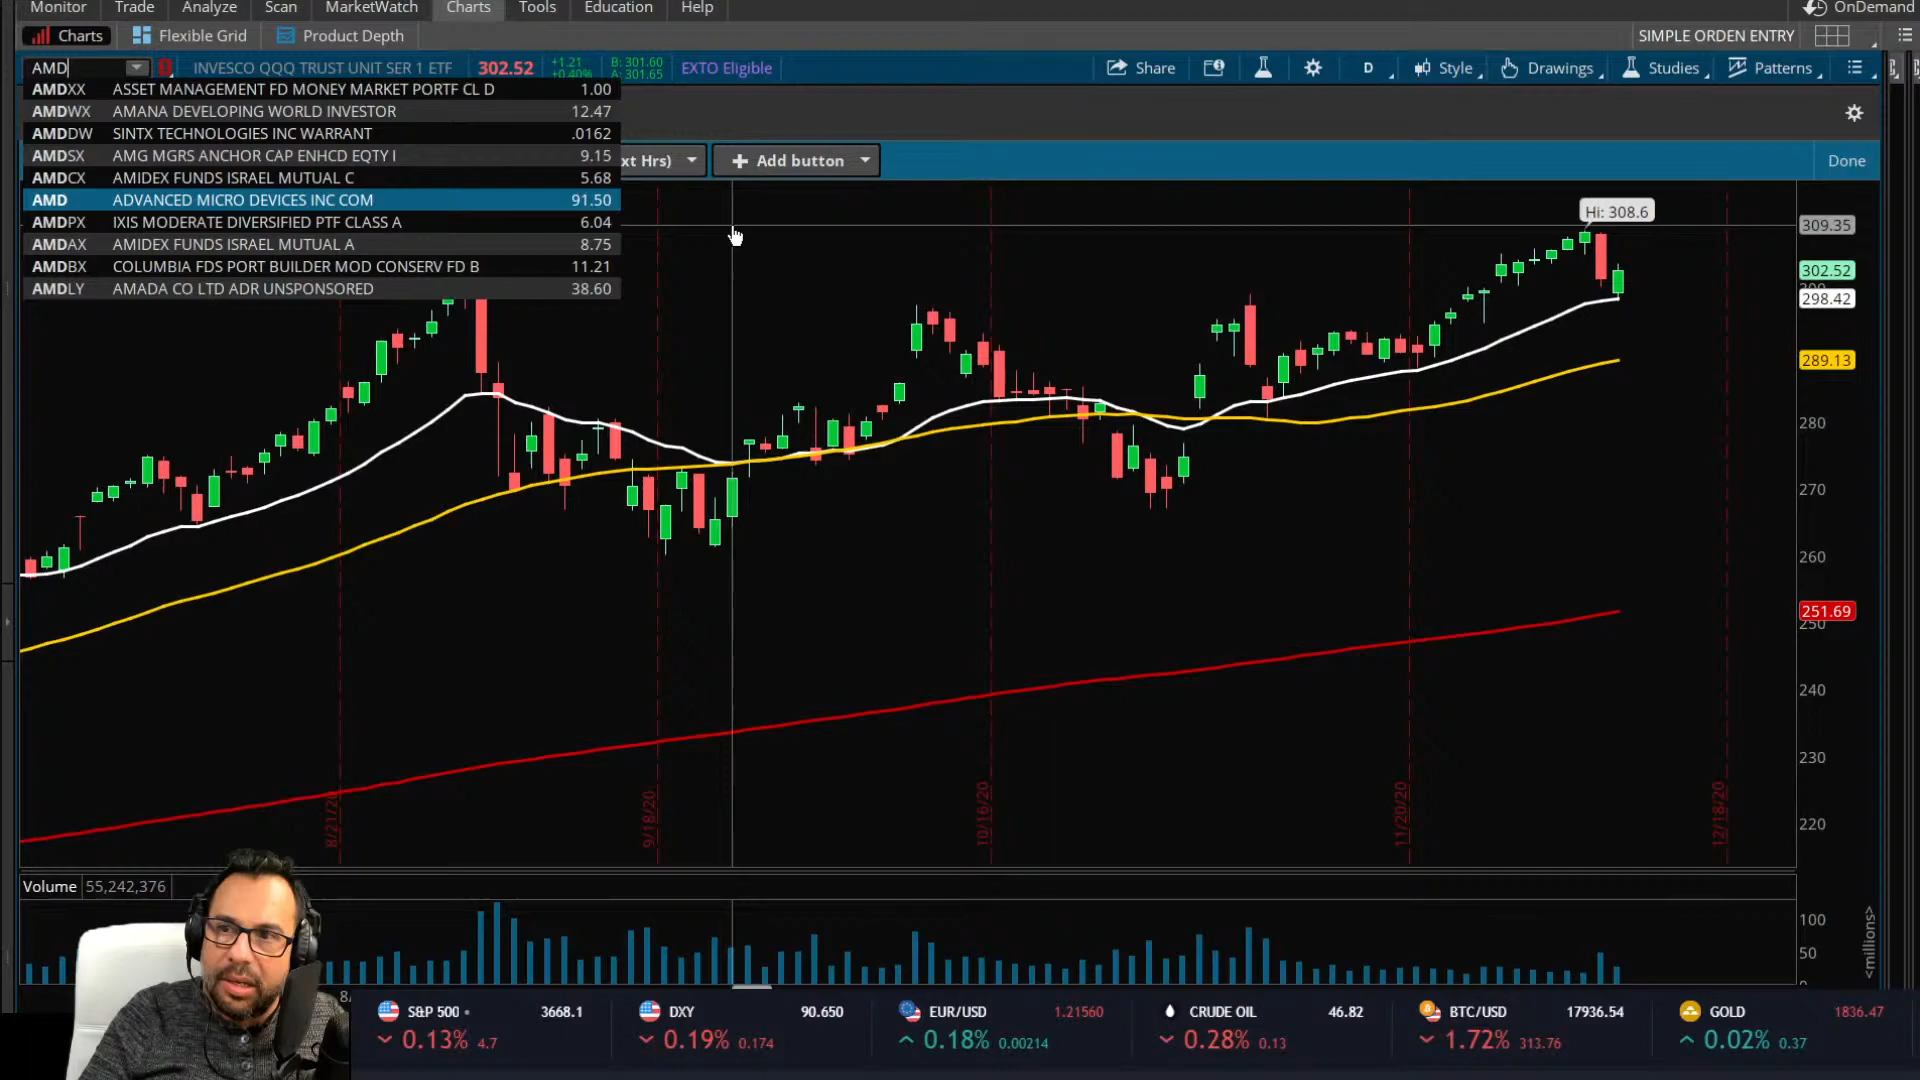 Monitor Trade Analyze Scan MarketWatch Charts Tools Education Help OnDemand
Charts Flexible Grid Product Depth SIMPLE ORDEN ENTRY
AMD INVESCO QQQ TRUST UNIT SER 1 ETF 302.52 +1.21 +0.40% B: 301.60 A: 301.65 EXTO Eligible Share D Style Drawings Studies Patterns
AMDXX ASSET MANAGEMENT FD MONEY MARKET PORTF CL D 1.00
AMDWX AMANA DEVELOPING WORLD INVESTOR 12.47
AMDDW SINTX TECHNOLOGIES INC WARRANT .0162
AMDSX AMG MGRS ANCHOR CAP ENHCD EQTY I 9.15
xt Hrs) + Add button Done
AMDCX AMIDEX FUNDS ISRAEL MUTUAL C 5.68
AMD ADVANCED MICRO DEVICES INC COM 91.50
AMDPX IXIS MODERATE DIVERSIFIED PTF CLASS A 6.04
AMDAX AMIDEX FUNDS ISRAEL MUTUAL A 8.75
AMDBX COLUMBIA FDS PORT BUILDER MOD CONSERV FD B 11.21
AMDLY AMADA CO LTD ADR UNSPONSORED 38.60
Hi: 308.6
309.35
302.52
298.42
289.13
280
270
260
251.69
250
240
230
220
8/21/20 9/18/20 10/16/20 11/20/20 12/18/20
Volume 55,242,376
100
50
0
<millions>
8/
S&P 500 3668.1 DXY 90.650 EUR/USD 1.21560 CRUDE OIL 46.82 BTC/USD 17936.54 GOLD 1836.47
0.13% 4.7 0.19% 0.174 0.18% 0.00214 0.28% 0.13 1.72% 313.76 0.02% 0.37